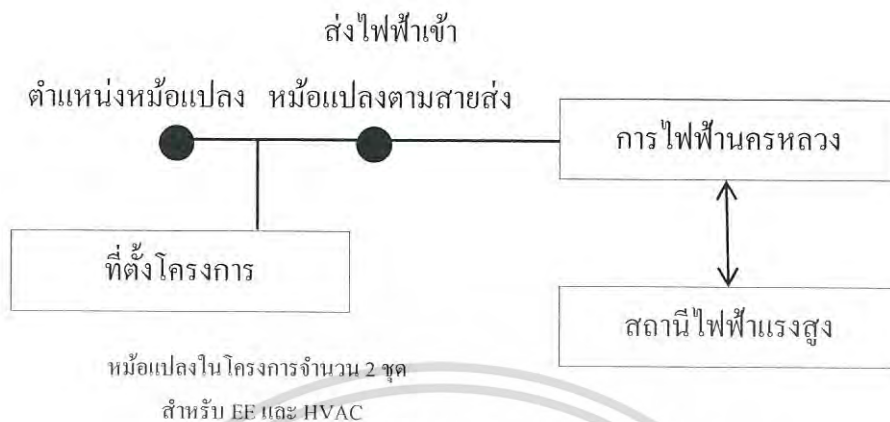 ส่งไฟฟ้าเข้า
ตำแหน่งหม้อแปลง หม้อแปลงตามสายส่ง
การไฟฟ้านครหลวง
ที่ตั้งโครงการ
สถานีไฟฟ้าแรงสูง
หม้อแปลงในโครงการจำนวน 2 ชุด
สำหรับ EE และ HVAC